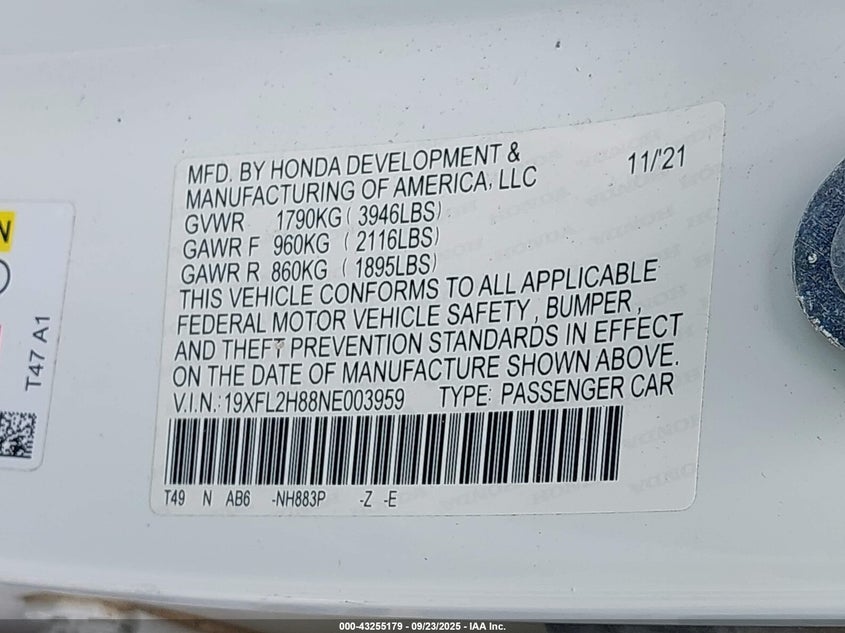 MFD. BY HONDA DEVELOPMENT & 11/'21
MANUFACTURING OF AMERICA, LLC
GVWR 1790KG ( 3946LBS)
GAWR F 960KG ( 2116LBS)
GAWR R 860KG ( 1895LBS)
THIS VEHICLE CONFORMS TO ALL APPLICABLE
FEDERAL MOTOR VEHICLE SAFETY, BUMPER,
AND THEFT PREVENTION STANDARDS IN EFFECT
ON THE DATE OF MANUFACTURE SHOWN ABOVE.
V.I.N.: 19XFL2H88NE003959 TYPE: PASSENGER CAR
T49 N AB6 -NH883P -Z -E
T47 A1
000-43255179 - 09/23/2025 - IAA Inc.